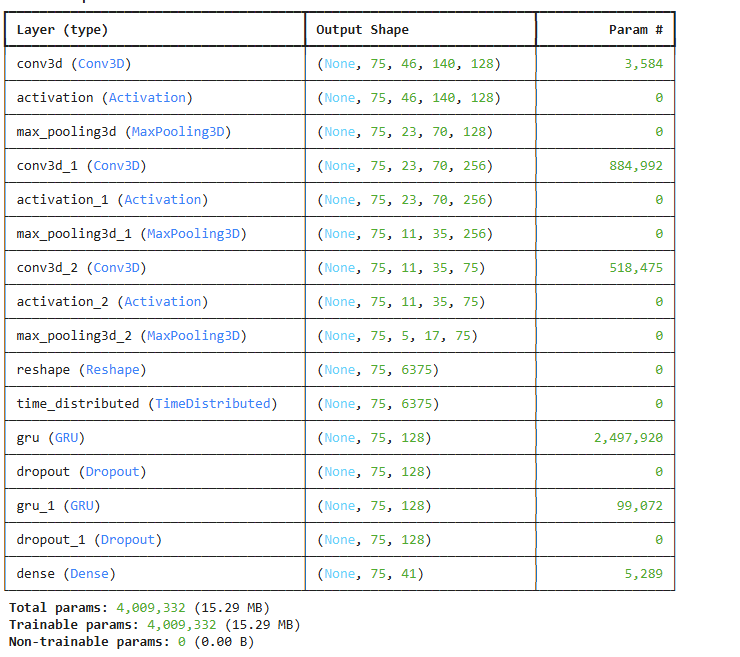 Layer (type) Output Shape Param #
conv3d (Conv3D) (None, 75, 46, 140, 128) 3,584
activation (Activation) (None, 75, 46, 140, 128) 0
max_pooling3d (MaxPooling3D) (None, 75, 23, 70, 128) 0
conv3d_1 (Conv3D) (None, 75, 23, 70, 256) 884,992
activation_1 (Activation) (None, 75, 23, 70, 256) 0
max_pooling3d_1 (MaxPooling3D) (None, 75, 11, 35, 256) 0
conv3d_2 (Conv3D) (None, 75, 11, 35, 75) 518,475
activation_2 (Activation) (None, 75, 11, 35, 75) 0
max_pooling3d_2 (MaxPooling3D) (None, 75, 5, 17, 75) 0
reshape (Reshape) (None, 75, 6375) 0
time_distributed (TimeDistributed) (None, 75, 6375) 0
gru (GRU) (None, 75, 128) 2,497,920
dropout (Dropout) (None, 75, 128) 0
gru_1 (GRU) (None, 75, 128) 99,072
dropout_1 (Dropout) (None, 75, 128) 0
dense (Dense) (None, 75, 41) 5,289
Total params: 4,009,332 (15.29 MB)
Trainable params: 4,009,332 (15.29 MB)
Non-trainable params: 0 (0.00 B)